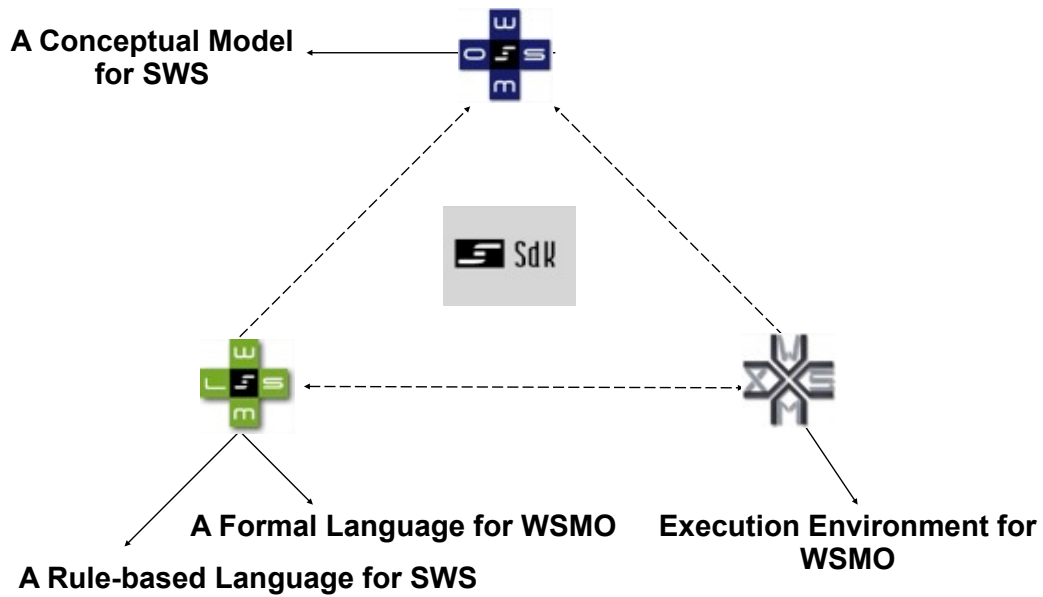 A Conceptual Model
for SWS
W
O S
M
SdK
W
L S
M
W
X S
M
A Formal Language for WSMO
Execution Environment for
WSMO
A Rule-based Language for SWS